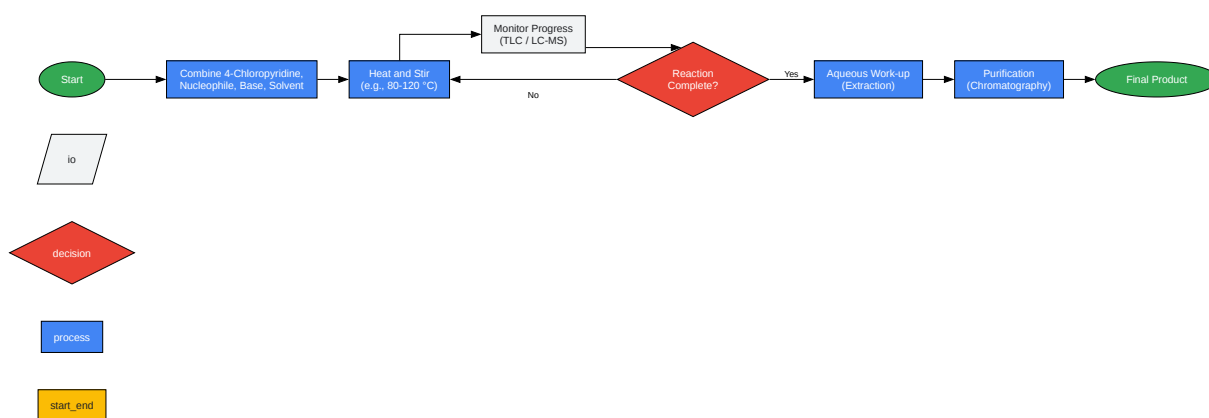 Monitor Progress
(TLC / LC-MS)
Start
Combine 4-Chloropyridine,
Nucleophile, Base, Solvent
Heat and Stir
(e.g., 80-120 °C)
No
Reaction
Complete?
Yes
Aqueous Work-up
(Extraction)
Purification
(Chromatography)
Final Product
io
decision
process
start_end